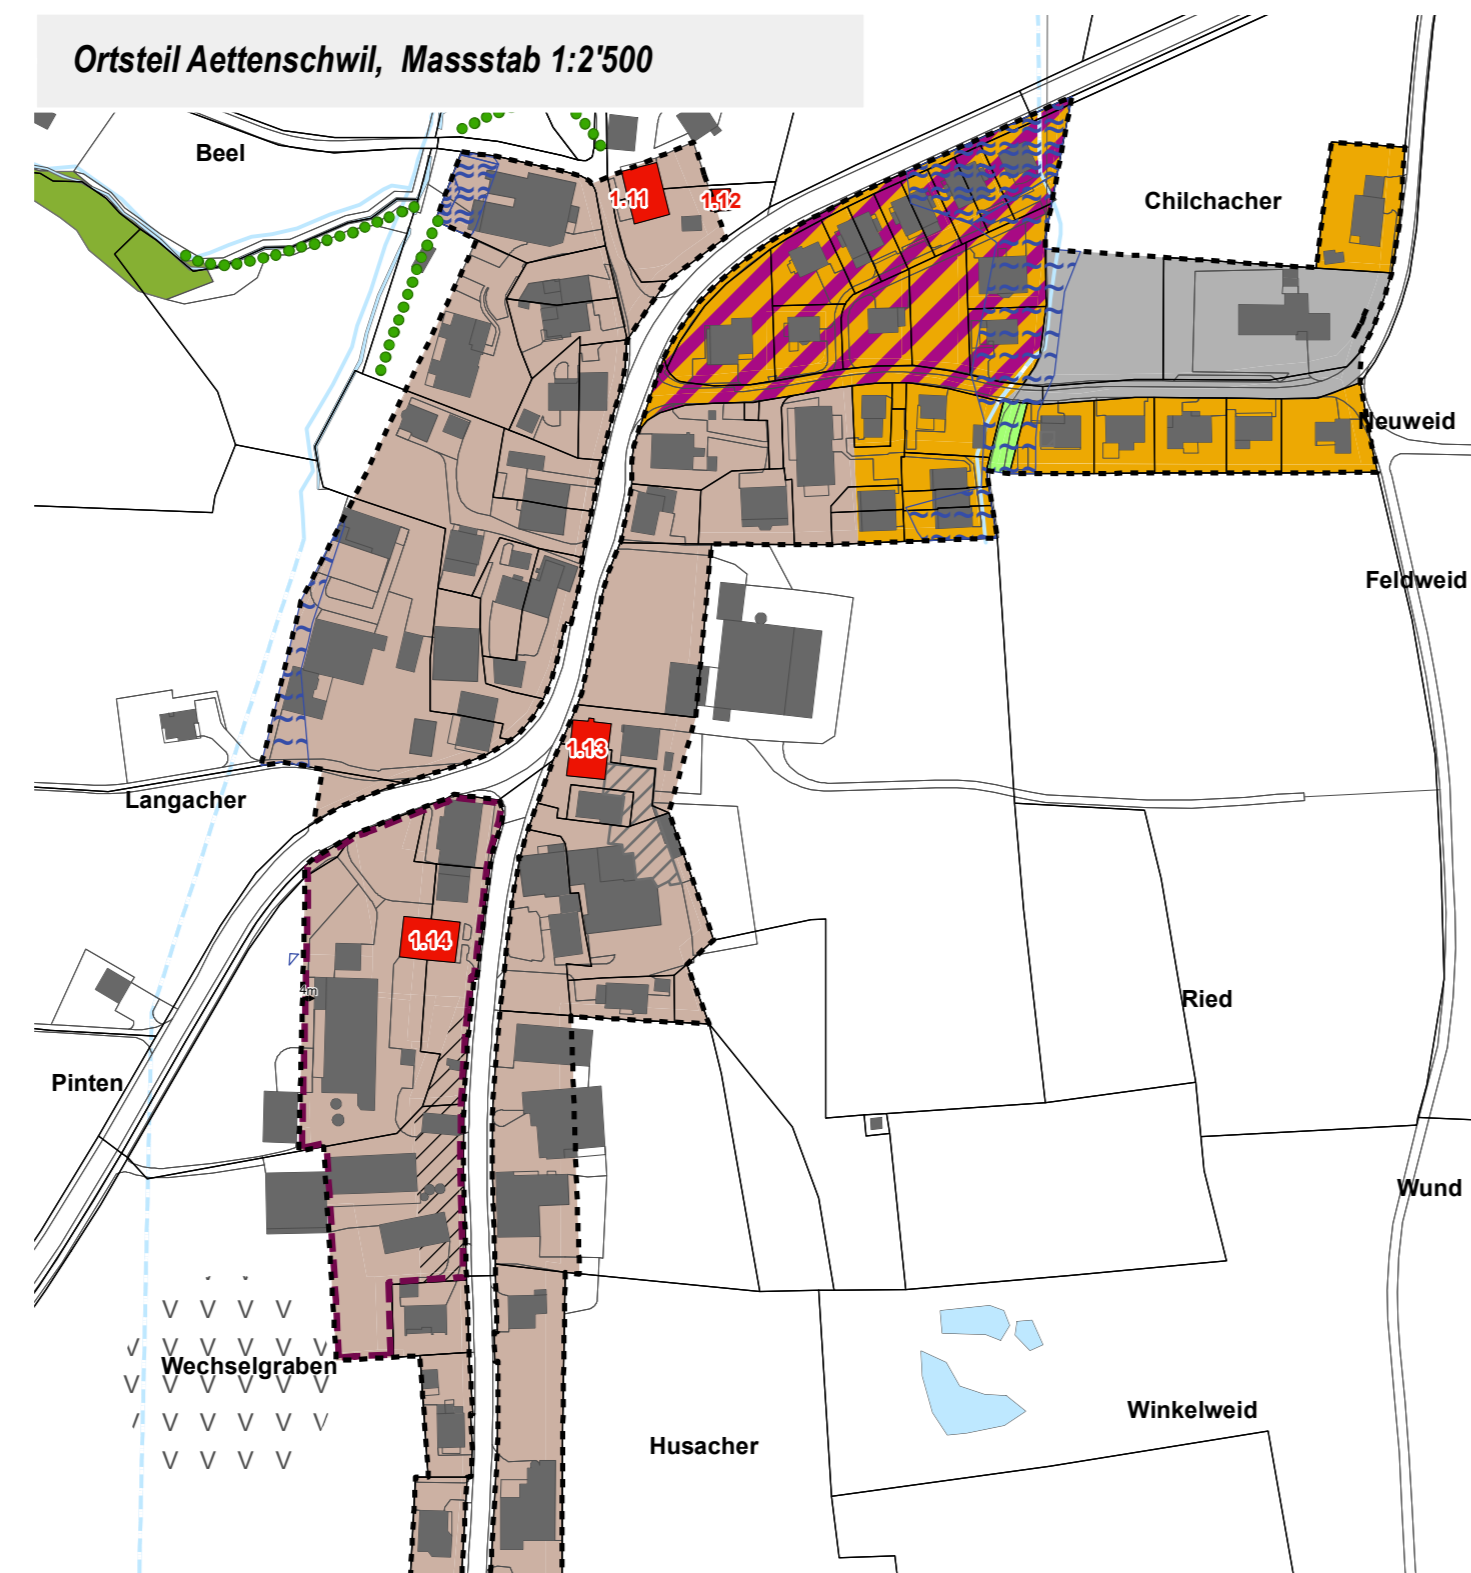 Ortsteil Aettenschwil, Massstab 1:2'500
Beel
1.11
1.12
Chilchacher
Neuweid
Feldweid
1.13
Langacher
1.14
4m
Ried
Pinten
Wund
Wechselgraben
Winkelweid
Husacher